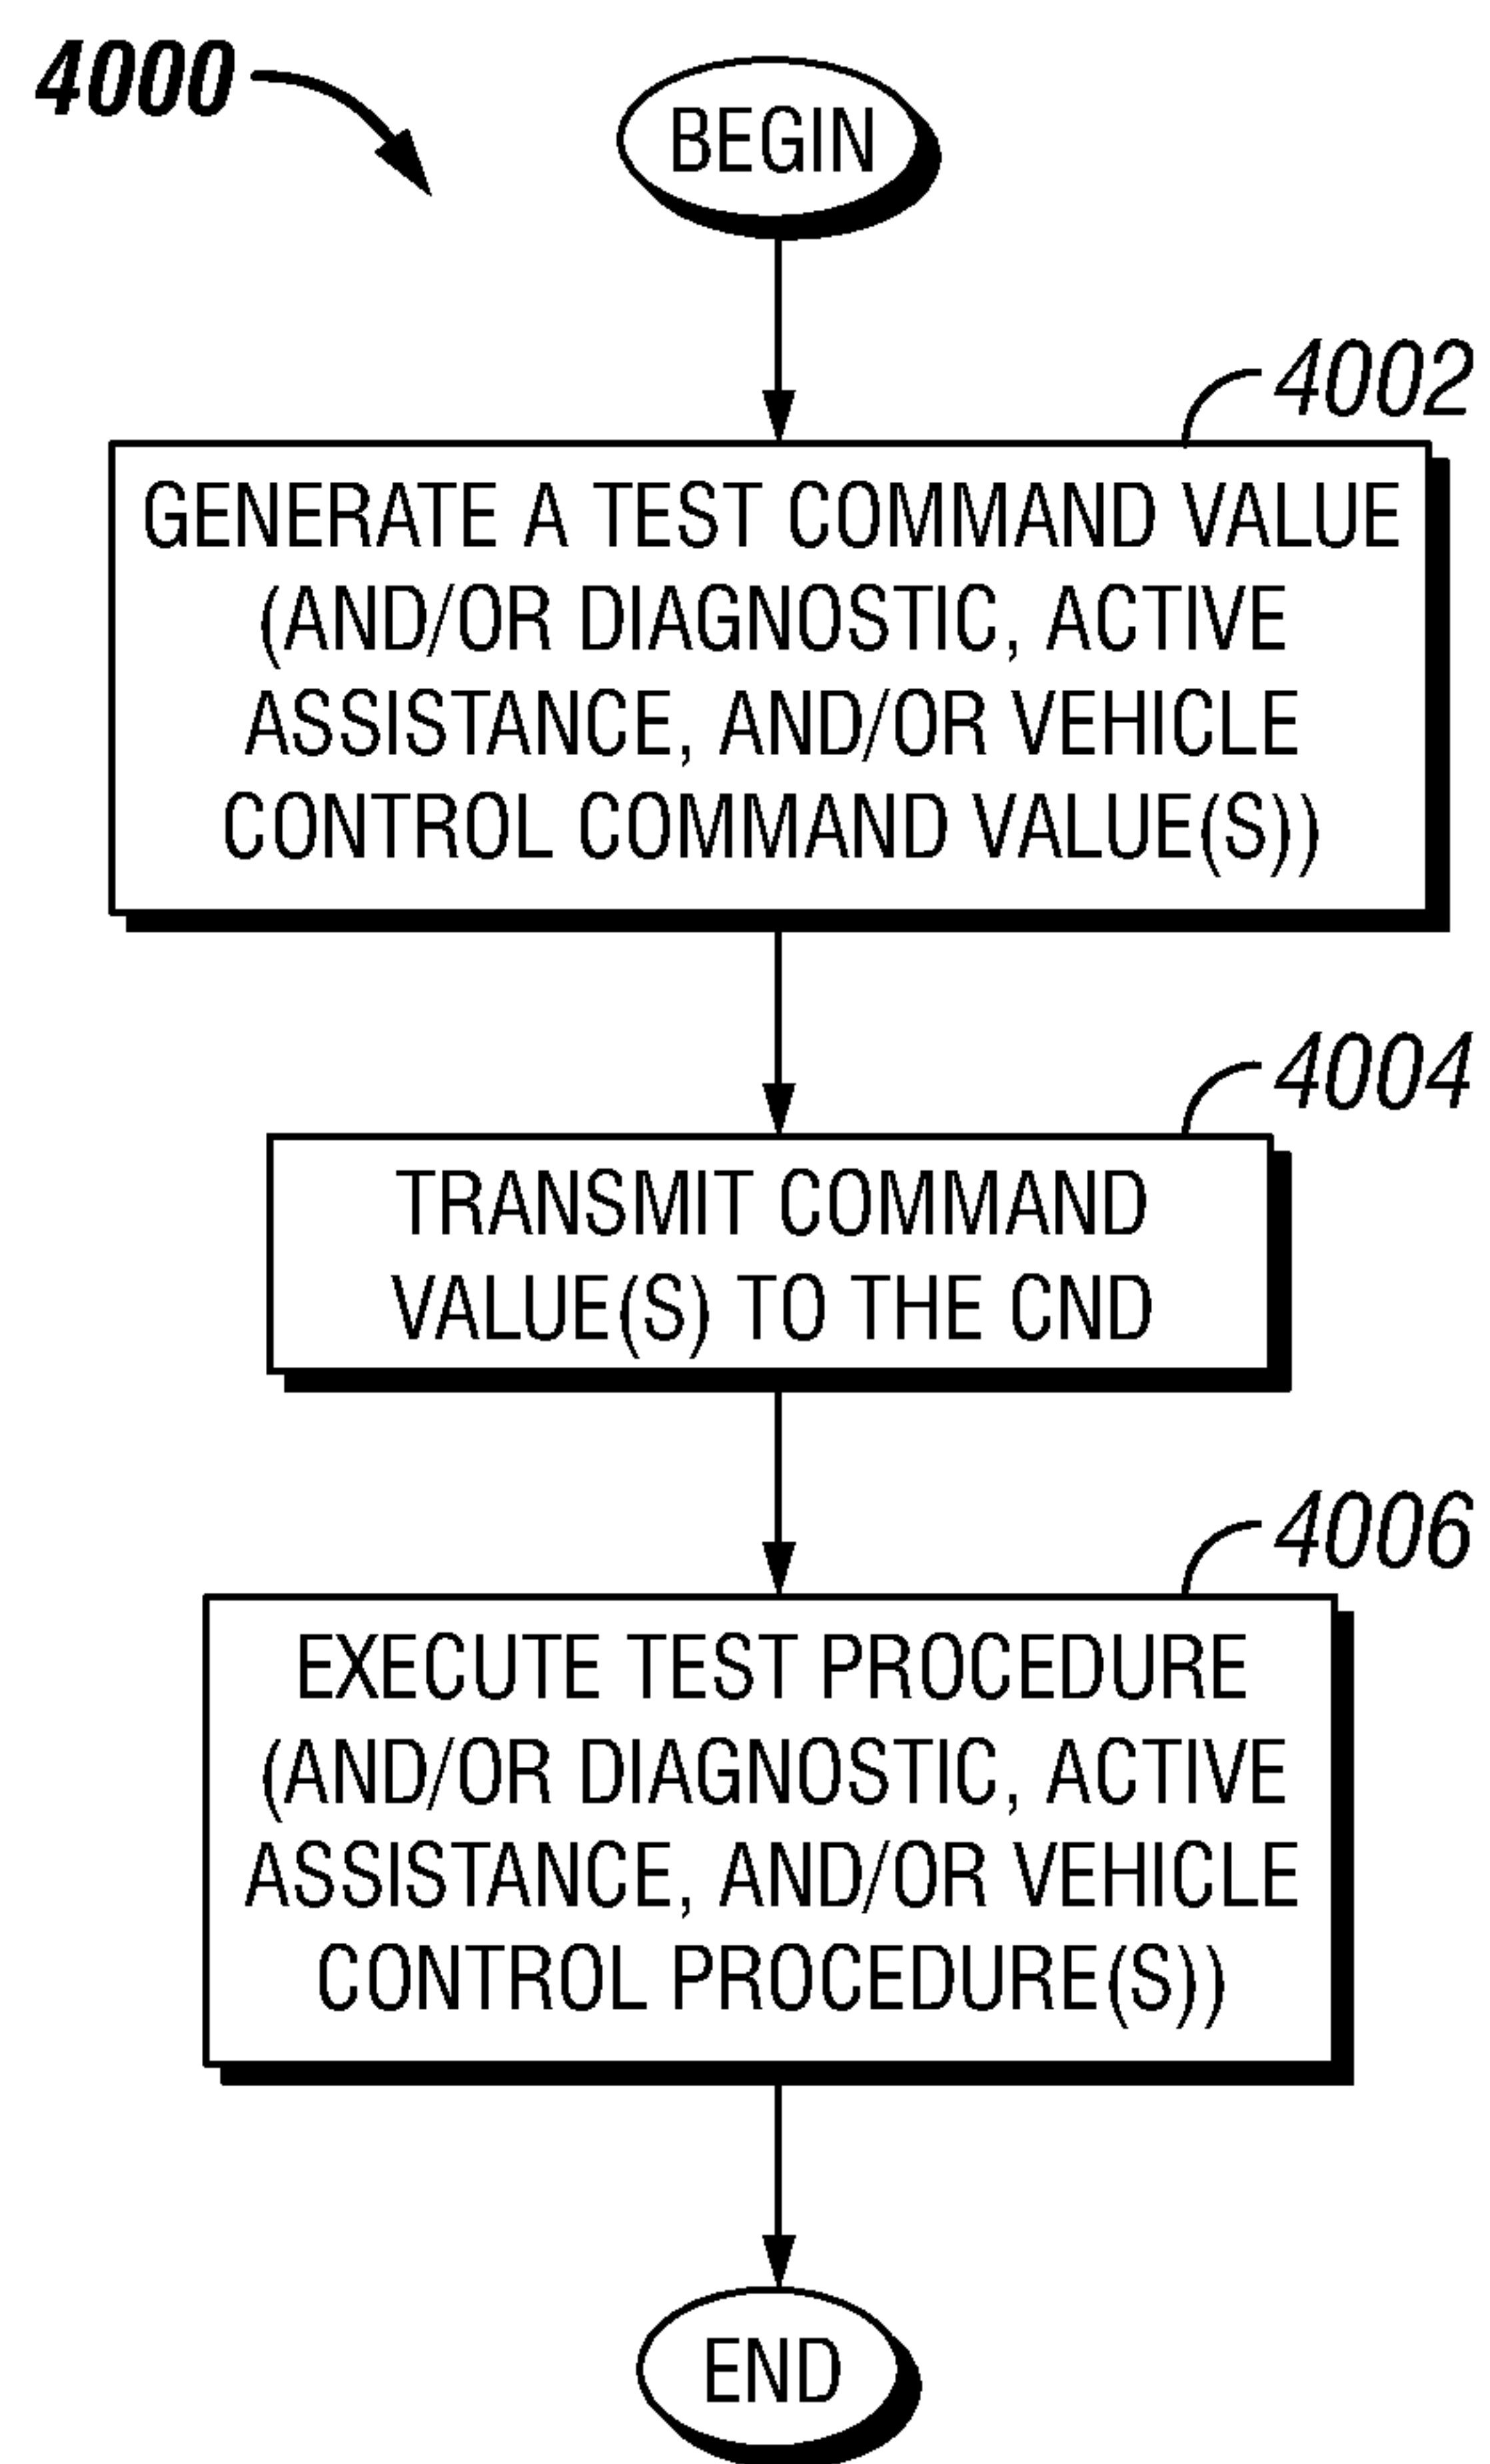 4000
BEGIN
4002
GENERATE A TEST COMMAND VALUE
(AND/OR DIAGNOSTIC, ACTIVE
ASSISTANCE, AND/OR VEHICLE
CONTROL COMMAND VALUE(S))
4004
TRANSMIT COMMAND
VALUE(S) TO THE CND
4006
EXECUTE TEST PROCEDURE
(AND/OR DIAGNOSTIC, ACTIVE
ASSISTANCE, AND/OR VEHICLE
CONTROL PROCEDURE(S))
END